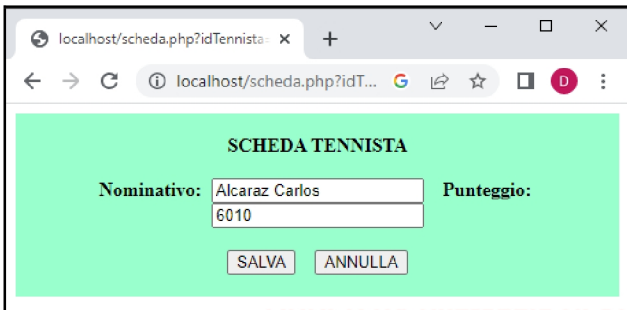 localhost/scheda.php?idTennista=
localhost/scheda.php?idT...
D
SCHEDA TENNISTA
Nominativo: Alcaraz Carlos Punteggio:
6010
SALVA ANNULLA